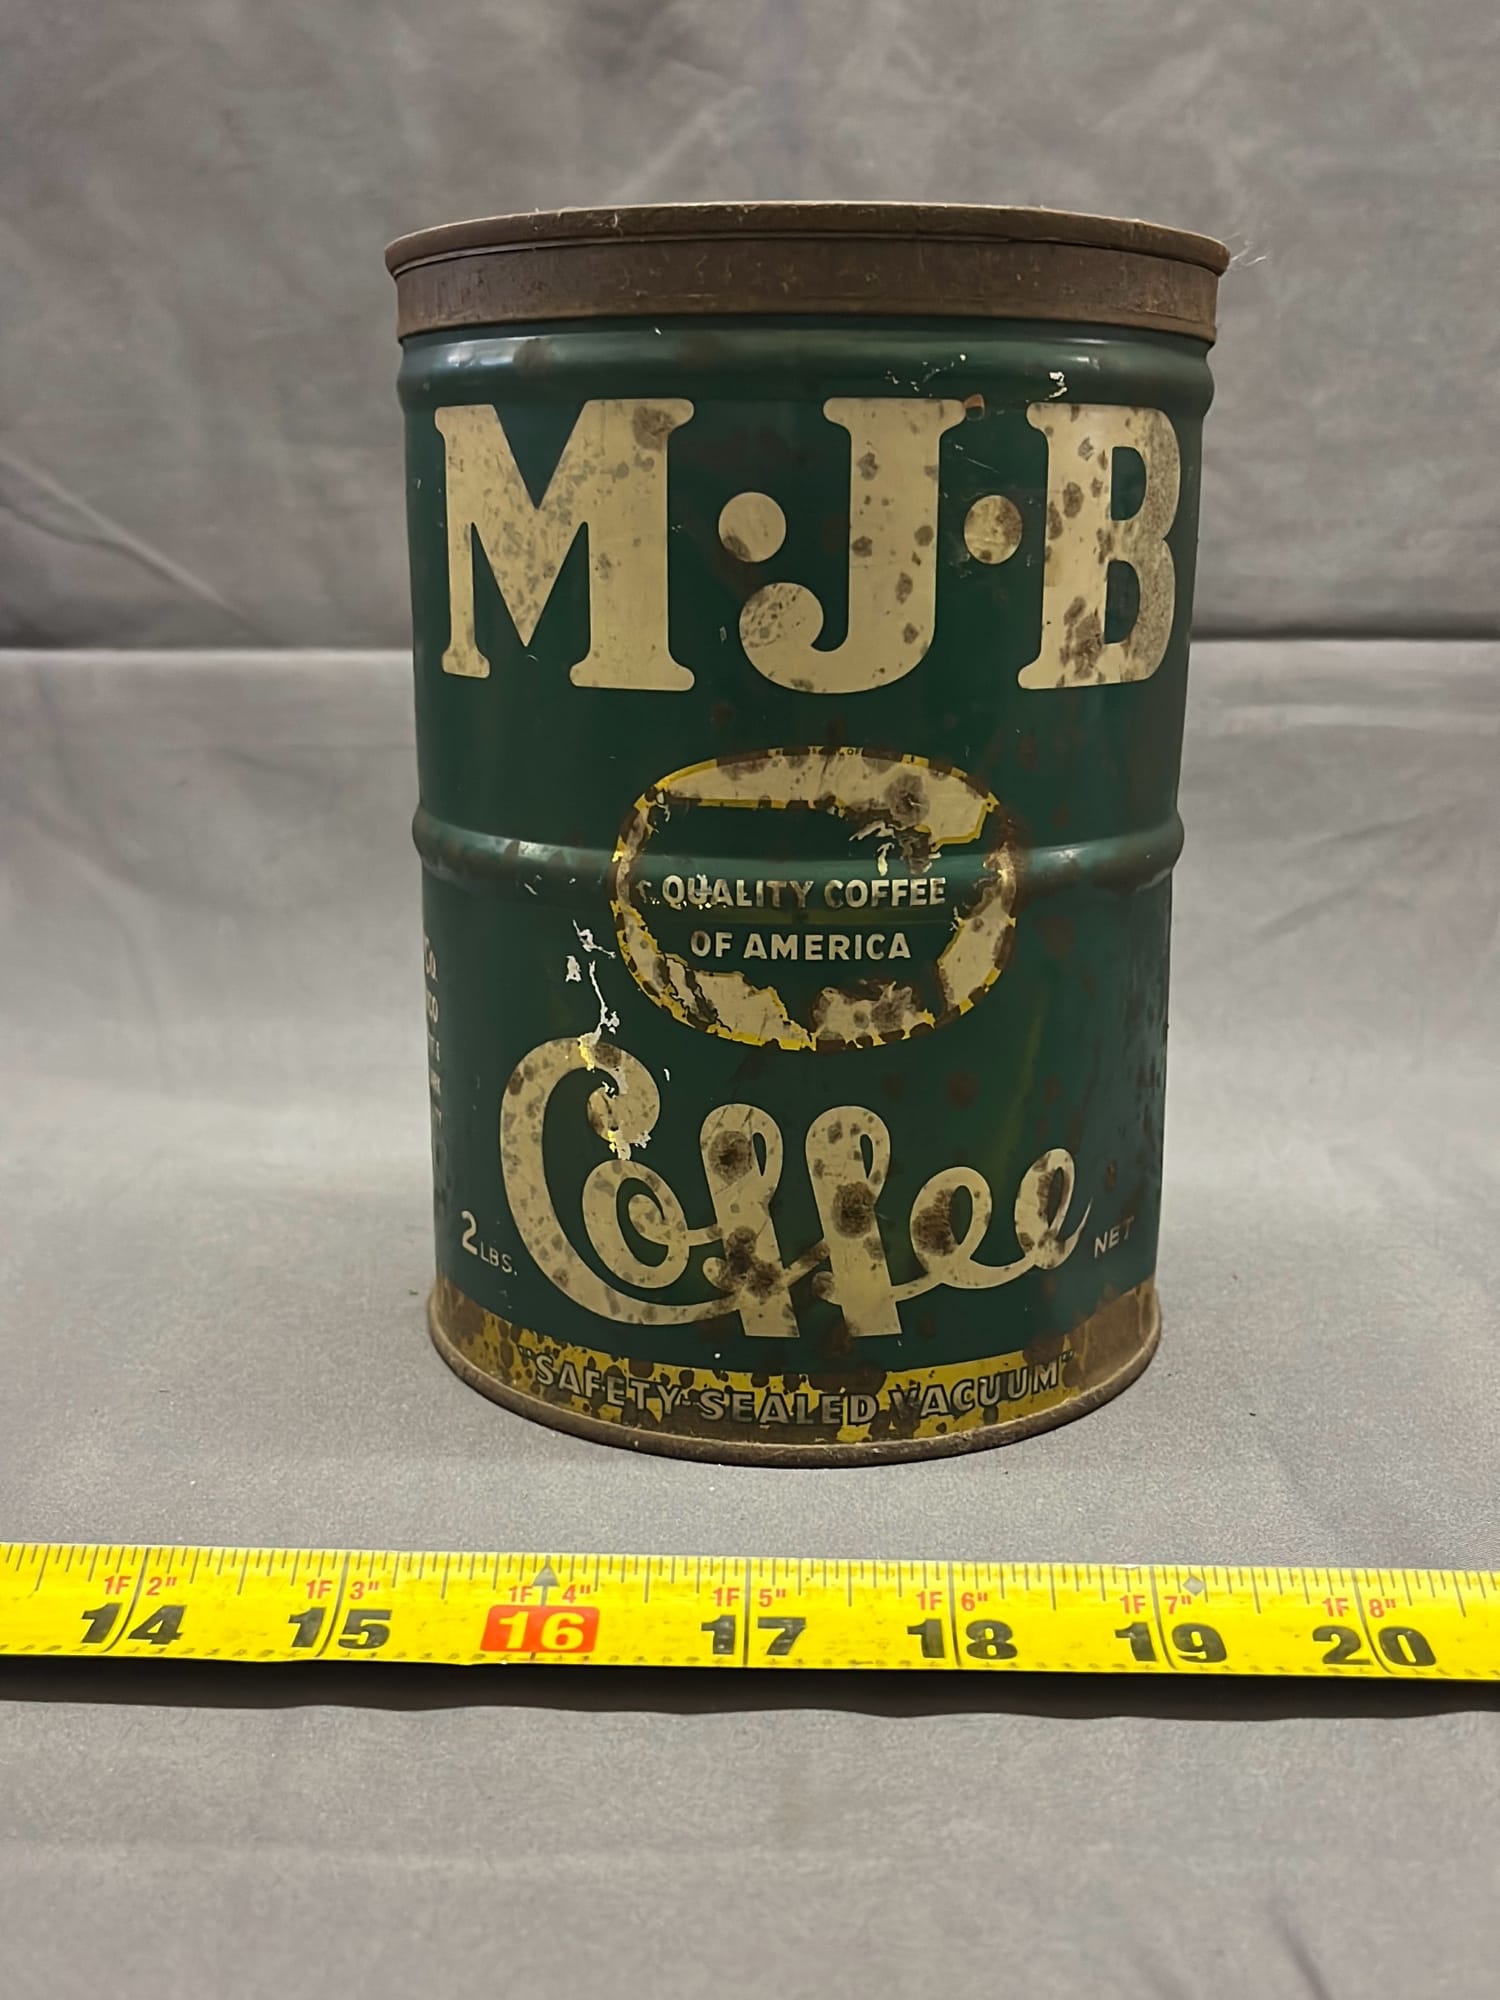 M·J·B
QUALITY COFFEE
OF AMERICA
Coffee
2 LBS. NET
"SAFETY-SEALED VACUUM"
1F 2" 1F 3" 1F 4" 1F 5" 1F 6" 1F 7" 1F 8"
14 15 16 17 18 19 20